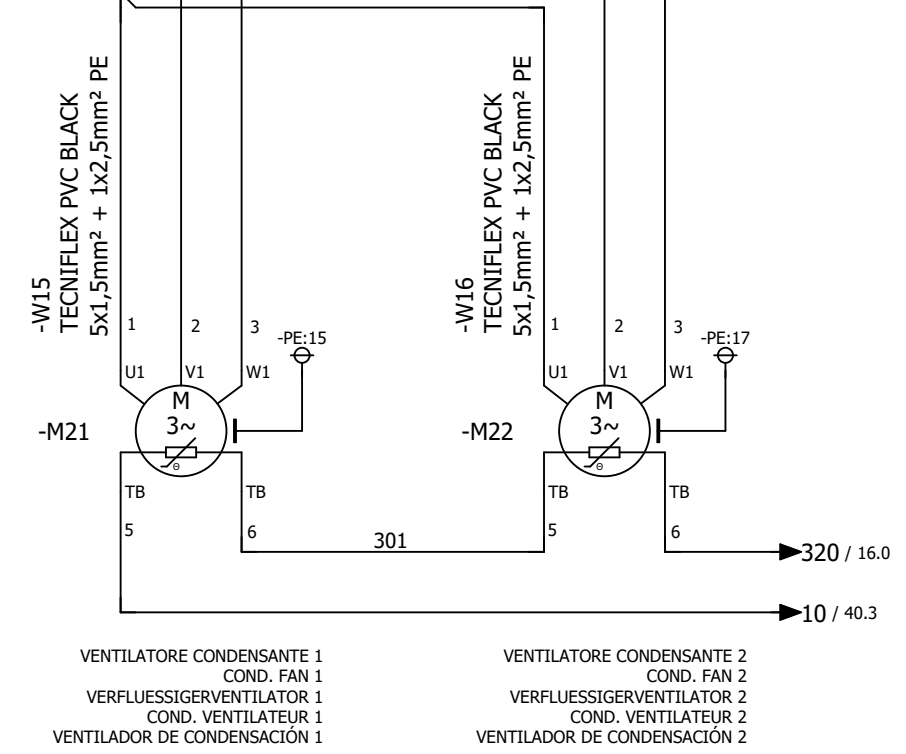 -W15
TECNIFLEX PVC BLACK
5x1,5mm² + 1x2,5mm² PE
-W16
TECNIFLEX PVC BLACK
5x1,5mm² + 1x2,5mm² PE
1 2 3
-PE:15
U1 V1 W1
M
3~
-M21
Θ
TB TB
5 6
301
1 2 3
-PE:17
U1 V1 W1
M
3~
-M22
Θ
TB TB
5 6
320 / 16.0
10 / 40.3
VENTILATORE CONDENSANTE 1
COND. FAN 1
VERFLUESSIGERVENTILATOR 1
COND. VENTILATEUR 1
VENTILADOR DE CONDENSACIÓN 1
VENTILATORE CONDENSANTE 2
COND. FAN 2
VERFLUESSIGERVENTILATOR 2
COND. VENTILATEUR 2
VENTILADOR DE CONDENSACIÓN 2